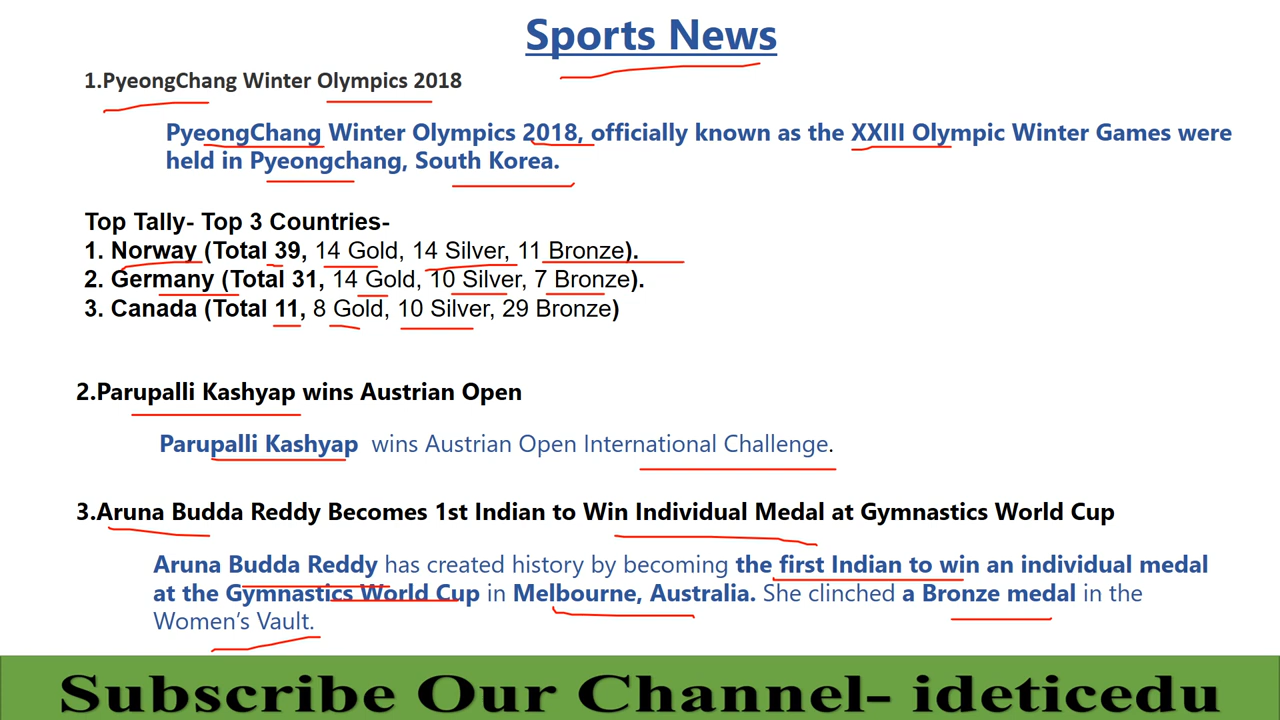 Sports News
1.PyeongChang Winter Olympics 2018
PyeongChang Winter Olympics 2018, officially known as the XXIII Olympic Winter Games were
held in Pyeongchang, South Korea.
Top Tally- Top 3 Countries-
1. Norway (Total 39, 14 Gold, 14 Silver, 11 Bronze).
2. Germany (Total 31, 14 Gold, 10 Silver, 7 Bronze).
3. Canada (Total 11, 8 Gold, 10 Silver, 29 Bronze)
2.Parupalli Kashyap wins Austrian Open
Parupalli Kashyap wins Austrian Open International Challenge.
3.Aruna Budda Reddy Becomes 1st Indian to Win Individual Medal at Gymnastics World Cup
Aruna Budda Reddy has created history by becoming the first Indian to win an individual medal
at the Gymnastics World Cup in Melbourne, Australia. She clinched a Bronze medal in the
Women's Vault.
Subscribe Our Channel- ideticedu